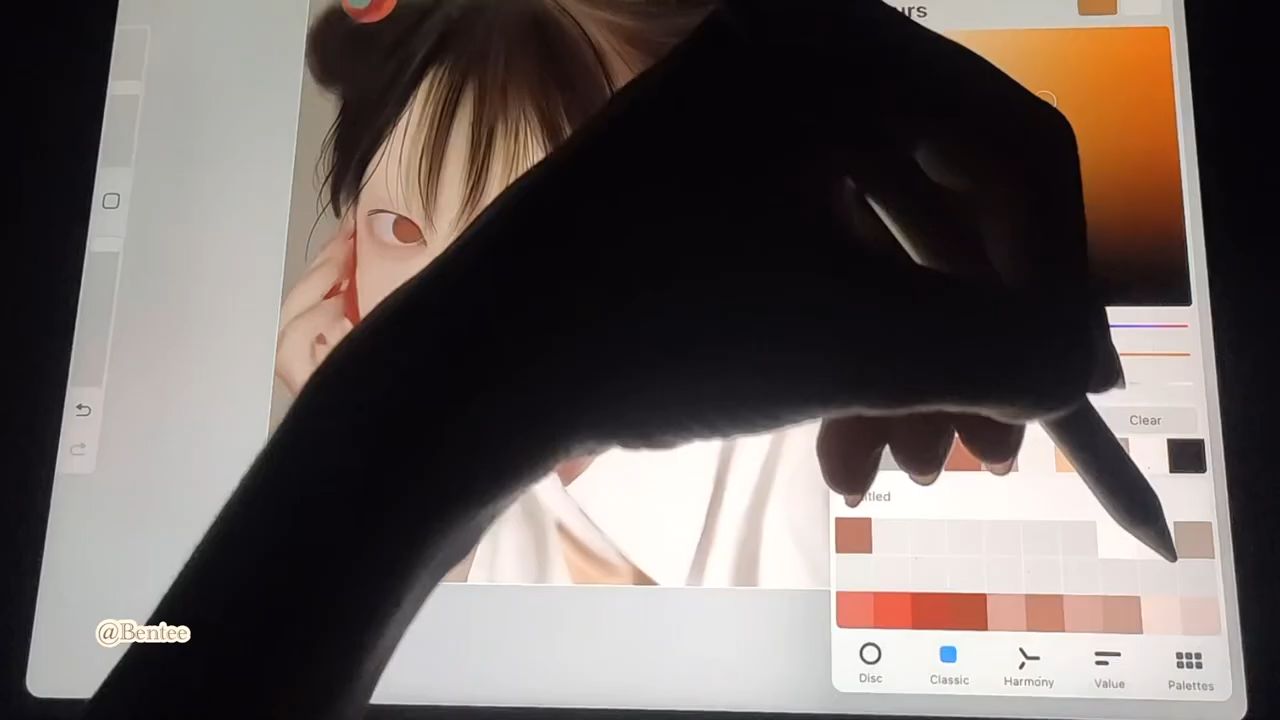 Clear
@Bentee
Disc
Classic
Harmony
Value
Palettes